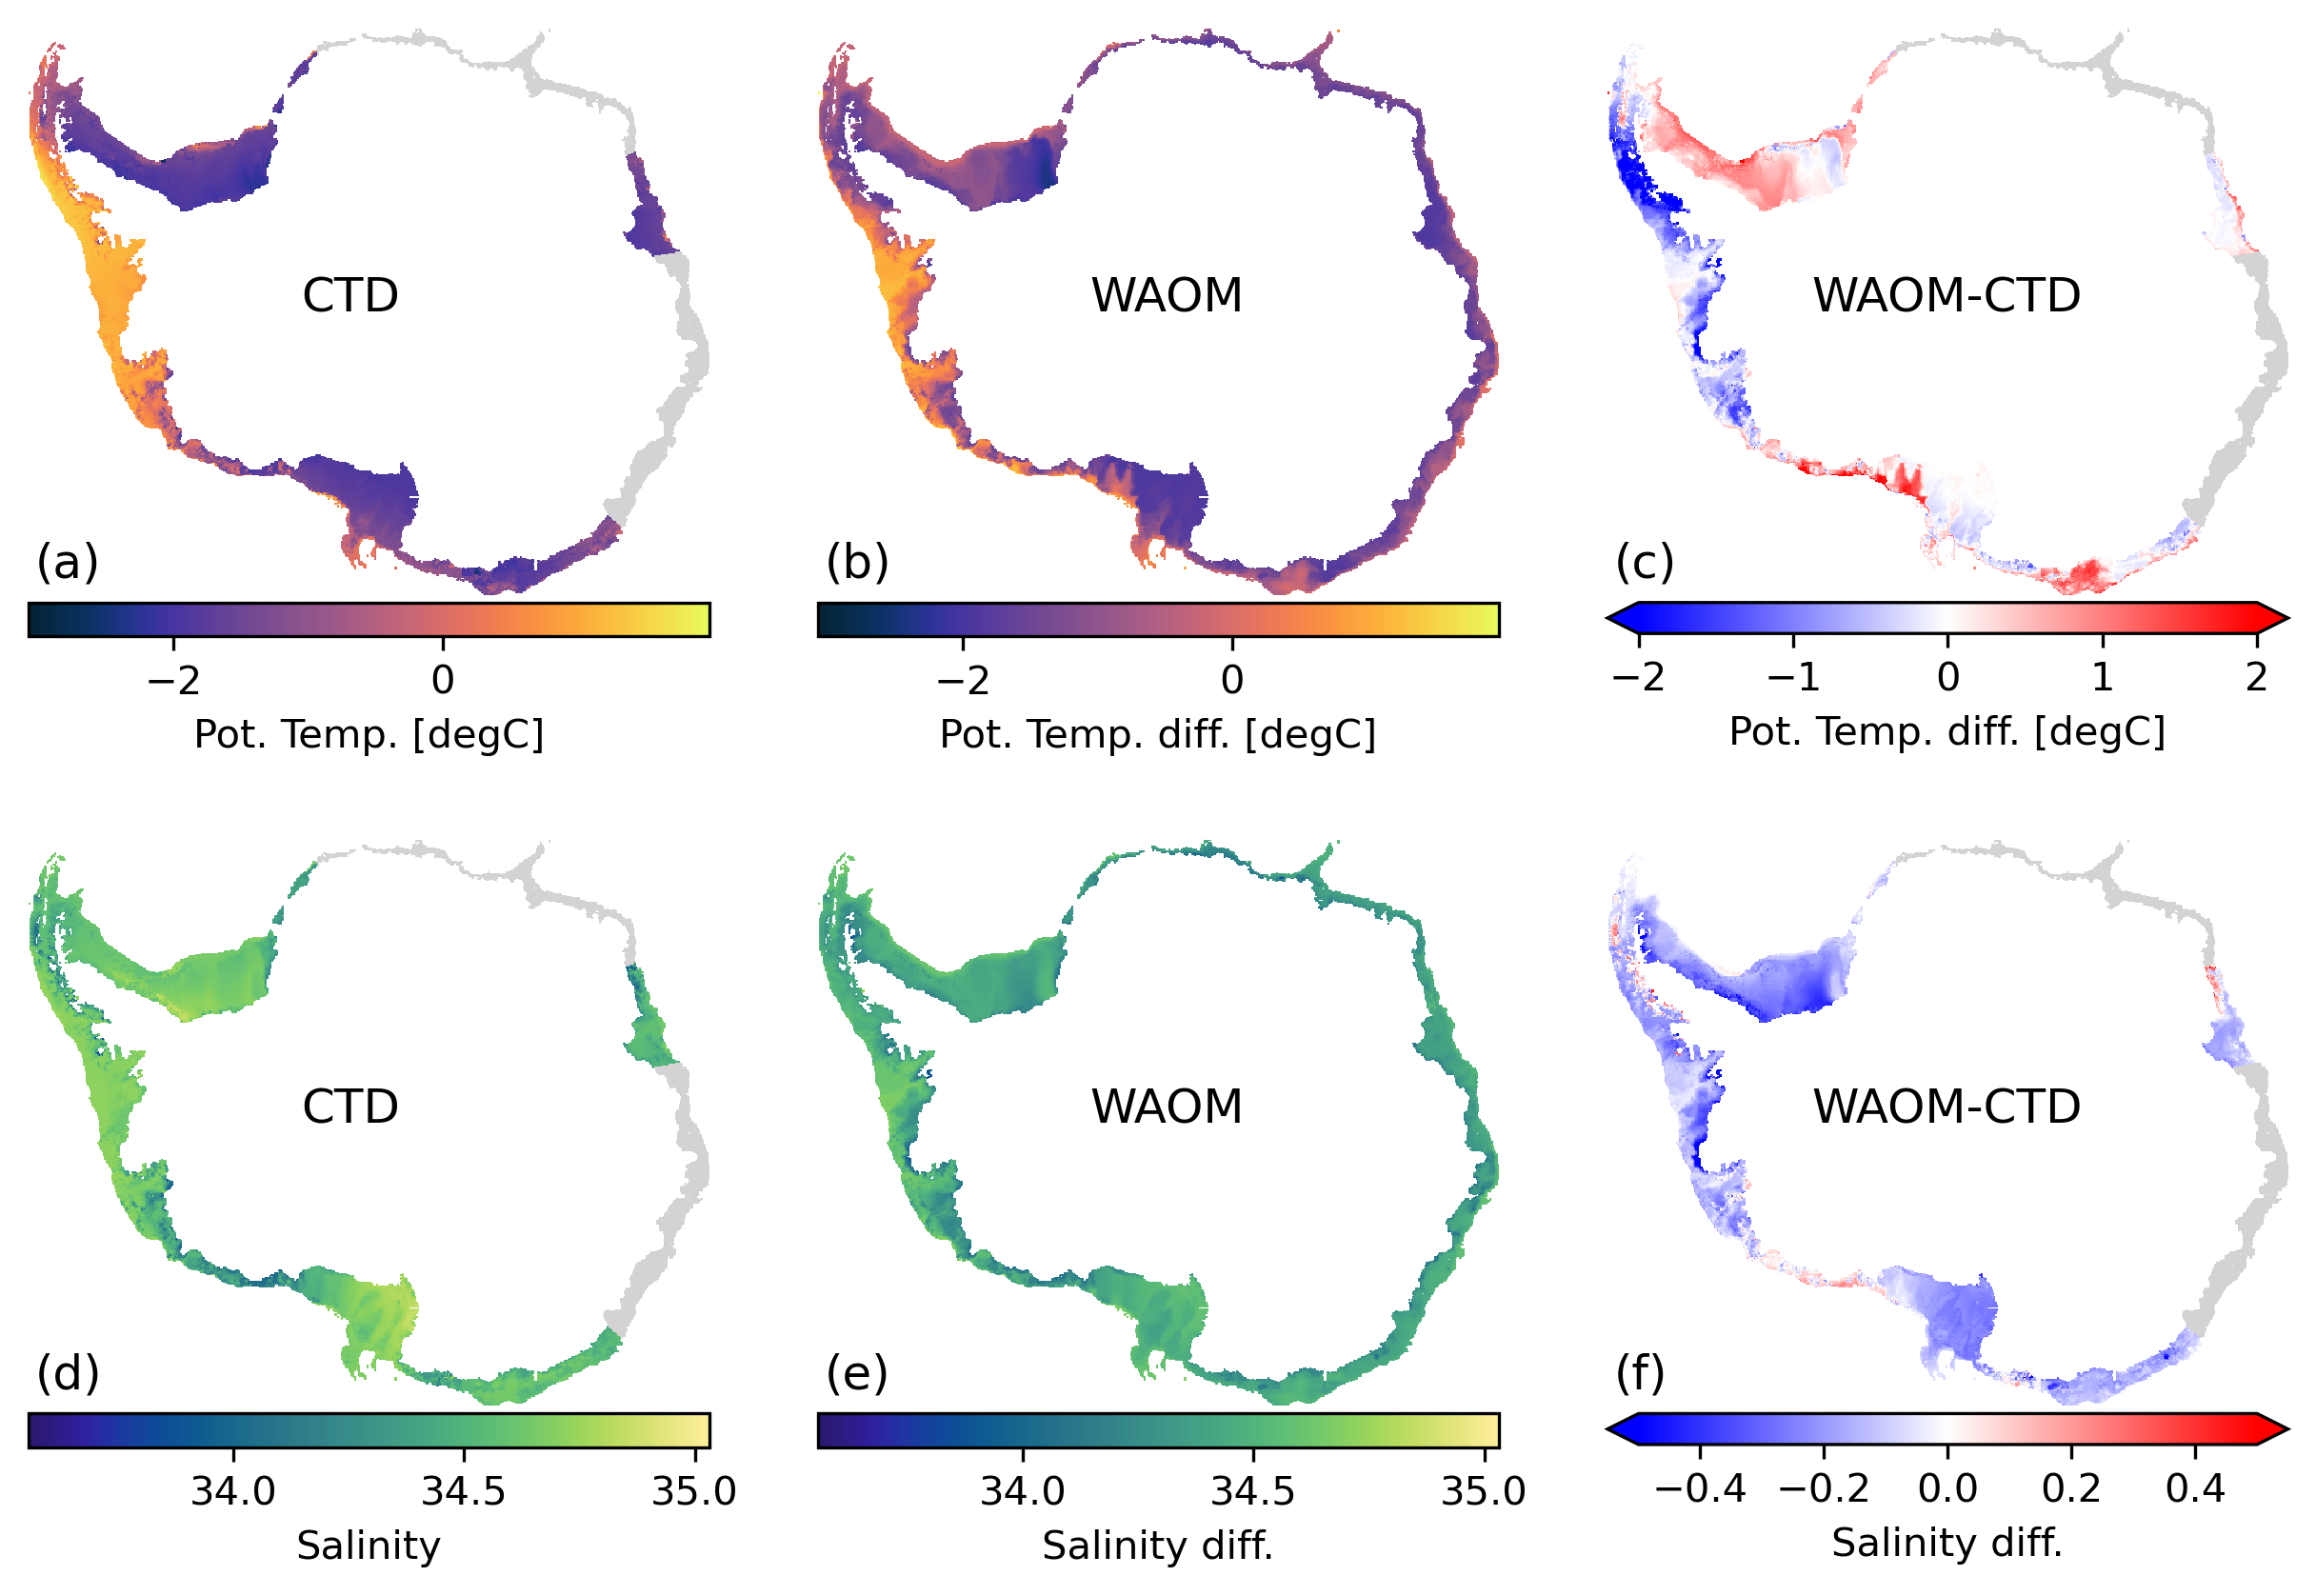 CTD
WAOM
WAOM-CTD
(a)
(b)
(c)
−2 0
−2 0
−2 −1 0 1 2
Pot. Temp. [degC]
Pot. Temp. diff. [degC]
Pot. Temp. diff. [degC]
CTD
WAOM
WAOM-CTD
(d)
(e)
(f)
34.0 34.5 35.0
34.0 34.5 35.0
−0.4 −0.2 0.0 0.2 0.4
Salinity
Salinity diff.
Salinity diff.